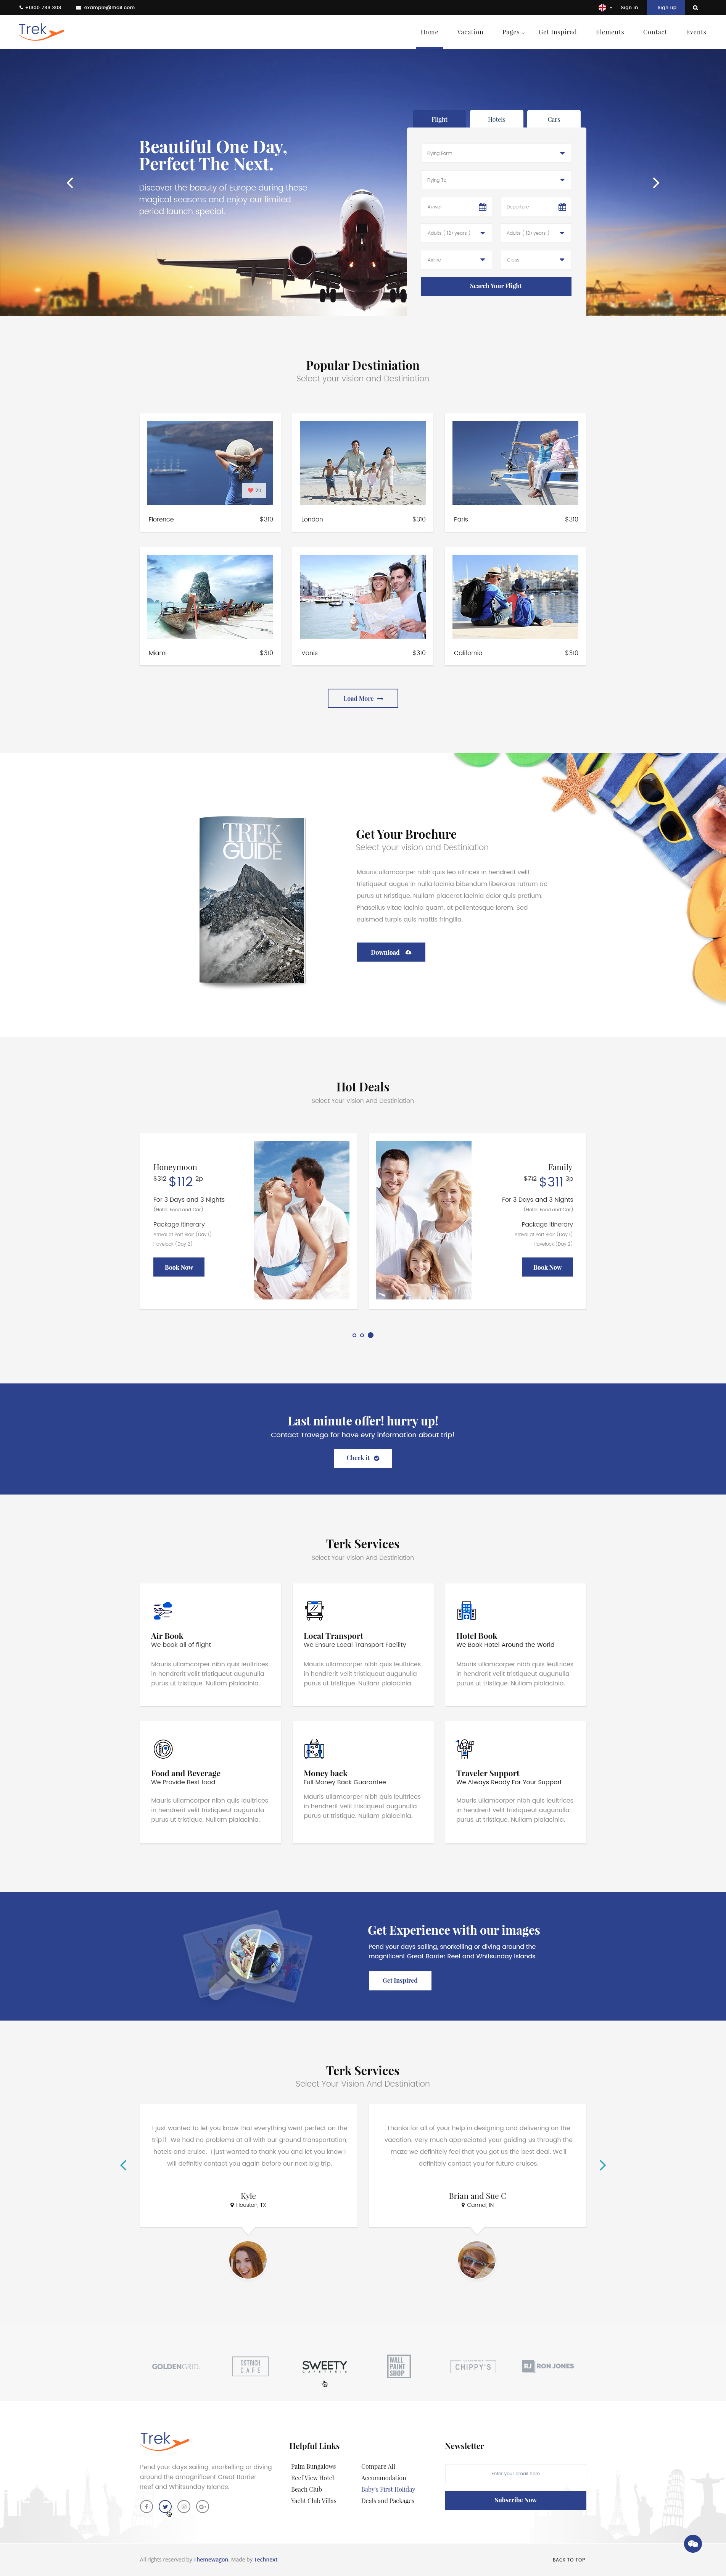 +1300 739 303
example@mail.com
Sign in
Sign up
Trek
Home
Vacation
Pages
Get Inspired
Elements
Contact
Events
Flight
Hotels
Cars
Beautiful One Day,
Perfect The Next.
Discover the beauty of Europe during these
magical seasons and enjoy our limited
period launch special.
Flying Form
Flying To
Arrival
Departure
Adults ( 12+years )
Adults ( 12+years )
Airline
Class
Search Your Flight
Popular Destiniation
Select your vision and Destiniation
Florence $310
London $310
Paris $310
Miami $310
Vanis $310
California $310
Load More
TREK
GUIDE
Get Your Brochure
Select your vision and Destiniation
Mauris ullamcorper nibh quis leo ultrices in hendrerit velit
tristiqueut augue in nulla lacinia bibendum liberoras rutrum ac
purus ut Nristique. Nullam placerat lacinia dolor quis pretium.
Phasellus vitae lacinia quam, at pellentesque lorem. Sed
euismod turpis quis mattis fringilla.
Download
Hot Deals
Select Your Vision And Destiniation
Honeymoon
$312 $112 2p
For 3 Days and 3 Nights
(Hotel, Food and Car)
Package Itinerary
Arrival at Port Blair (Day 1)
Havelock (Day 2)
Book Now
Family
$712 $311 3p
For 3 Days and 3 Nights
(Hotel, Food and Car)
Package Itinerary
Arrival at Port Blair (Day 1)
Havelock (Day 2)
Book Now
Last minute offer! hurry up!
Contact Travego for have evry information about trip!
Check it
Terk Services
Select Your Vision And Destiniation
Air Book
We book all of flight
Mauris ullamcorper nibh quis leultrices
in hendrerit velit tristiqueut augunulla
purus ut tristique. Nullam plalacinia.
Local Transport
We Ensure Local Transport Facility
Mauris ullamcorper nibh quis leultrices
in hendrerit velit tristiqueut augunulla
purus ut tristique. Nullam plalacinia.
Hotel Book
We Book Hotel Around the World
Mauris ullamcorper nibh quis leultrices
in hendrerit velit tristiqueut augunulla
purus ut tristique. Nullam plalacinia.
Food and Beverage
We Provide Best food
Mauris ullamcorper nibh quis leultrices
in hendrerit velit tristiqueut augunulla
purus ut tristique. Nullam plalacinia.
Money back
Full Money Back Guarantee
Mauris ullamcorper nibh quis leultrices
in hendrerit velit tristiqueut augunulla
purus ut tristique. Nullam plalacinia.
Traveler Support
We Always Ready For Your Support
Mauris ullamcorper nibh quis leultrices
in hendrerit velit tristiqueut augunulla
purus ut tristique. Nullam plalacinia.
Get Experience with our images
Pend your days sailing, snorkelling or diving around the
magnificent Great Barrier Reef and Whitsunday Islands.
Get Inspired
Terk Services
Select Your Vision And Destiniation
I just wanted to let you know that everything went perfect on the
trip!! We had no problems at all with our ground transportation,
hotels and cruise. I just wanted to thank you and let you know I
will definitly contact you again before our next big trip.
Kyle
Houston, TX
Thanks for all of your help in designing and delivering on the
vacation. Very much appreciated your guiding us through the
maze we definitely feel that you got us the best deal. We'll
definitely contact you for future cruises.
Brian and Sue C
Carmel, IN
GOLDENGRID.
OSTRICH
CAFE
SWEETY
CAFETERIA
WALL
PAINT
SHOP
CHIPPY'S
RJ RON JONES
Trek
Pend your days sailing, snorkelling or diving
around the amagnificent Great Barrier
Reef and Whitsunday Islands.
Helpful Links
Palm Bungalows
Reef View Hotel
Beach Club
Yacht Club Villas
Compare All
Accommodation
Baby's First Holiday
Deals and Packages
Newsletter
Enter your email here
Subscribe Now
All rights reserved by Themewagon. Made by Technext
BACK TO TOP